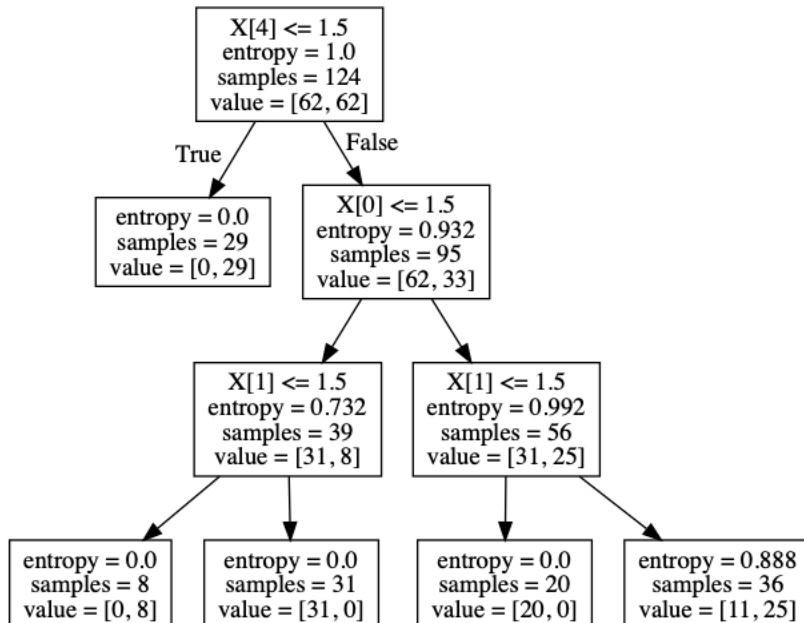 X[4] <= 1.5
entropy = 1.0
samples = 124
value = [62, 62]
True
False
entropy = 0.0
samples = 29
value = [0, 29]
X[0] <= 1.5
entropy = 0.932
samples = 95
value = [62, 33]
X[1] <= 1.5
entropy = 0.732
samples = 39
value = [31, 8]
X[1] <= 1.5
entropy = 0.992
samples = 56
value = [31, 25]
entropy = 0.0
samples = 8
value = [0, 8]
entropy = 0.0
samples = 31
value = [31, 0]
entropy = 0.0
samples = 20
value = [20, 0]
entropy = 0.888
samples = 36
value = [11, 25]